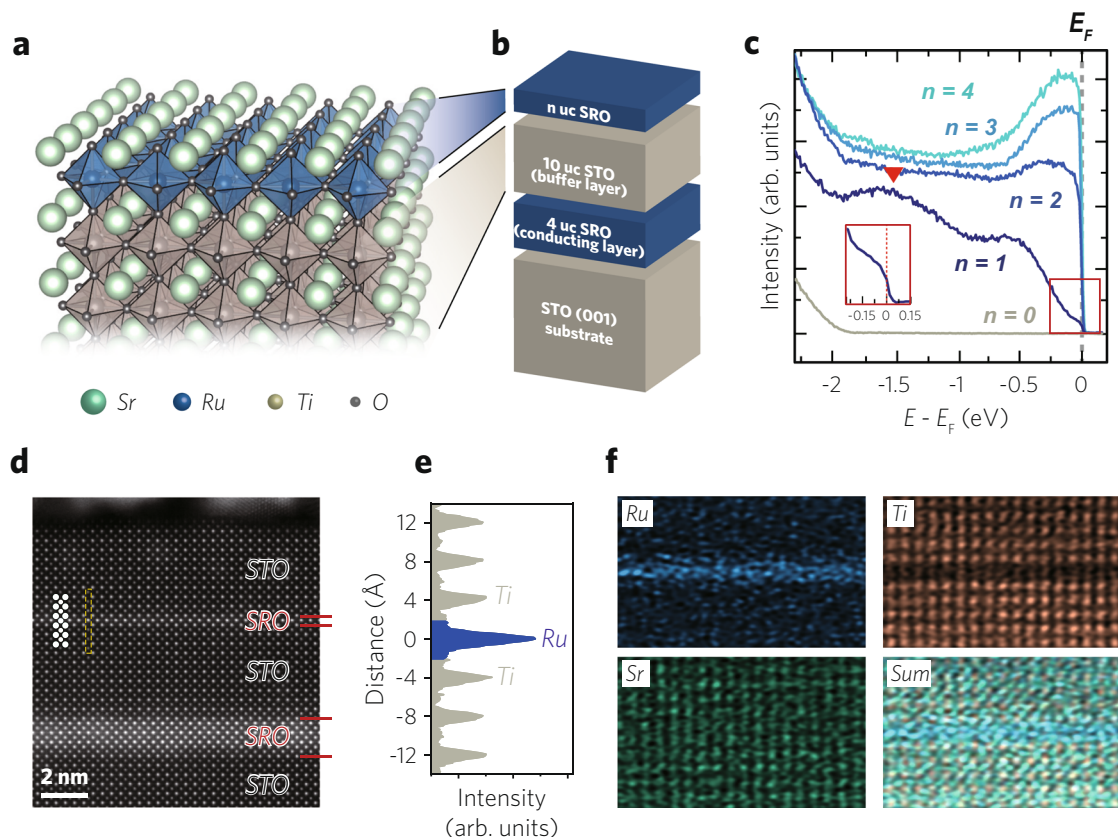 a
Sr
Ru
Ti
O
b
n uc SRO
10 uc STO
(buffer layer)
4 uc SRO
(conducting layer)
STO (001)
substrate
c
E_F
Intensity (arb. units)
n = 4
n = 3
n = 2
n = 1
n = 0
-0.15 0 0.15
-2 -1.5 -1 -0.5 0
E - E_F (eV)
d
STO
SRO
STO
SRO
STO
2 nm
e
Distance (Å)
12
8
4
0
-4
-8
-12
Ti
Ru
Ti
Intensity
(arb. units)
f
Ru
Ti
Sr
Sum